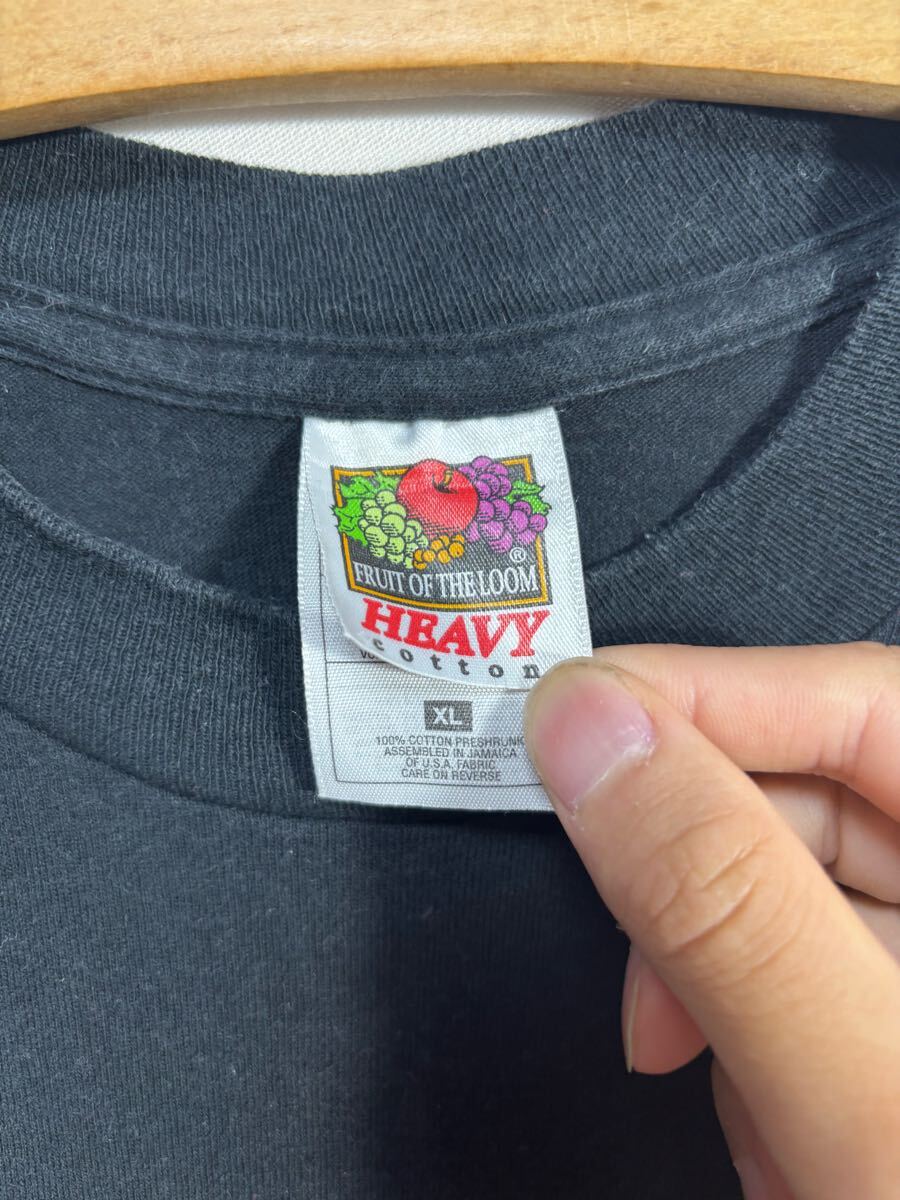 ®
FRUIT OF THE LOOM
HEAVY
cotton
XL
100% COTTON PRESHRUNK
ASSEMBLED IN JAMAICA
OF U.S.A. FABRIC
CARE ON REVERSE